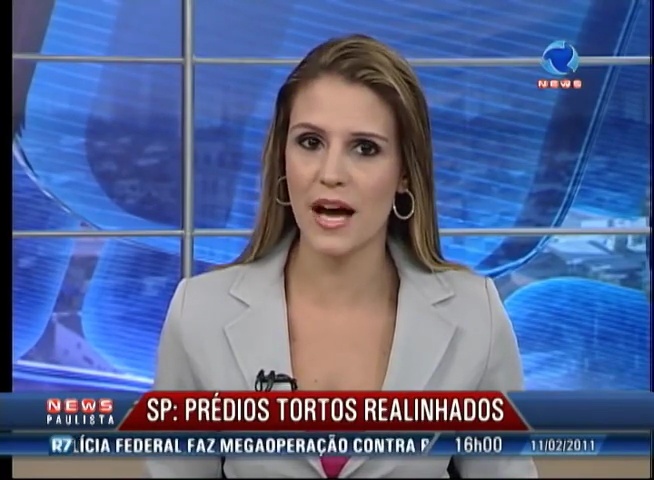 NEWS
NEWS
PAULISTA
SP: PRÉDIOS TORTOS REALINHADOS
R7
LÍCIA FEDERAL FAZ MEGAOPERAÇÃO CONTRA
16h00
11/02/2011